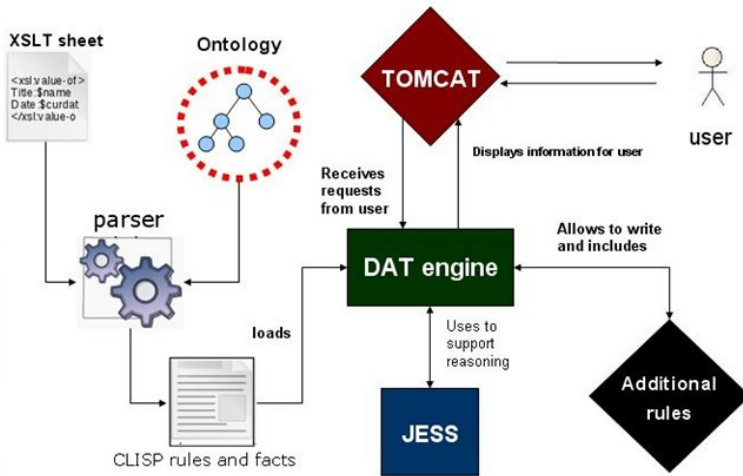 XSLT sheet
<xsl:value-of>
Title:$name
Date:$curdat
</xsl:value-o
Ontology
TOMCAT
user
Displays information for user
Receives
requests
from user
parser
Allows to write
and includes
DAT engine
loads
Uses to
support
reasoning
Additional
rules
JESS
CLISP rules and facts